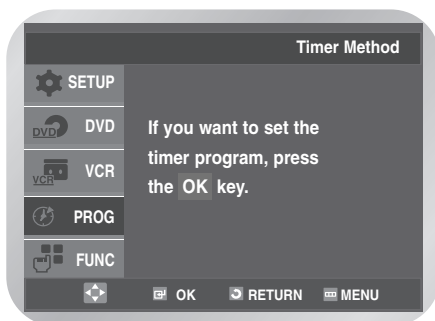 Timer Method
SETUP
DVD DVD
VCR VCR
PROG
FUNC
If you want to set the
timer program, press
the OK key.
OK RETURN MENU